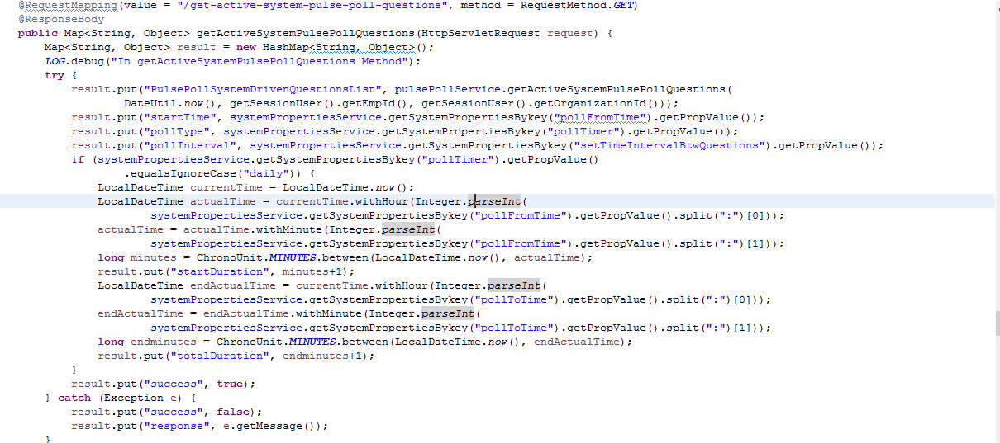 @RequestMapping(value = "/get-active-system-pulse-poll-questions", method = RequestMethod.GET)
@ResponseBody
public Map<String, Object> getActiveSystemPulsePollQuestions(HttpServletRequest request) {
    Map<String, Object> result = new HashMap<String, Object>();
    LOG.debug("In getActiveSystemPulsePollQuestions Method");
    try {
        result.put("PulsePollSystemDrivenQuestionsList", pulsePollService.getActiveSystemPulsePollQuestions(
                DateUtil.now(), getSessionUser().getEmpId(), getSessionUser().getOrganizationId()));
        result.put("startTime", systemPropertiesService.getSystemPropertiesBykey("pollFromTime").getPropValue());
        result.put("pollType", systemPropertiesService.getSystemPropertiesBykey("pollTimer").getPropValue());
        result.put("pollInterval", systemPropertiesService.getSystemPropertiesBykey("setTimeIntervalBtwQuestions").getPropValue());
        if (systemPropertiesService.getSystemPropertiesBykey("pollTimer").getPropValue()
                .equalsIgnoreCase("daily")) {
            LocalDateTime currentTime = LocalDateTime.now();
            LocalDateTime actualTime = currentTime.withHour(Integer.parseInt(
                    systemPropertiesService.getSystemPropertiesBykey("pollFromTime").getPropValue().split(":")[0]));
            actualTime = actualTime.withMinute(Integer.parseInt(
                    systemPropertiesService.getSystemPropertiesBykey("pollFromTime").getPropValue().split(":")[1]));
            long minutes = ChronoUnit.MINUTES.between(LocalDateTime.now(), actualTime);
            result.put("startDuration", minutes+1);
            LocalDateTime endActualTime = currentTime.withHour(Integer.parseInt(
                    systemPropertiesService.getSystemPropertiesBykey("pollToTime").getPropValue().split(":")[0]));
            endActualTime = endActualTime.withMinute(Integer.parseInt(
                    systemPropertiesService.getSystemPropertiesBykey("pollToTime").getPropValue().split(":")[1]));
            long endminutes = ChronoUnit.MINUTES.between(LocalDateTime.now(), endActualTime);
            result.put("totalDuration", endminutes+1);
        }
        result.put("success", true);
    } catch (Exception e) {
        result.put("success", false);
        result.put("response", e.getMessage());
    }